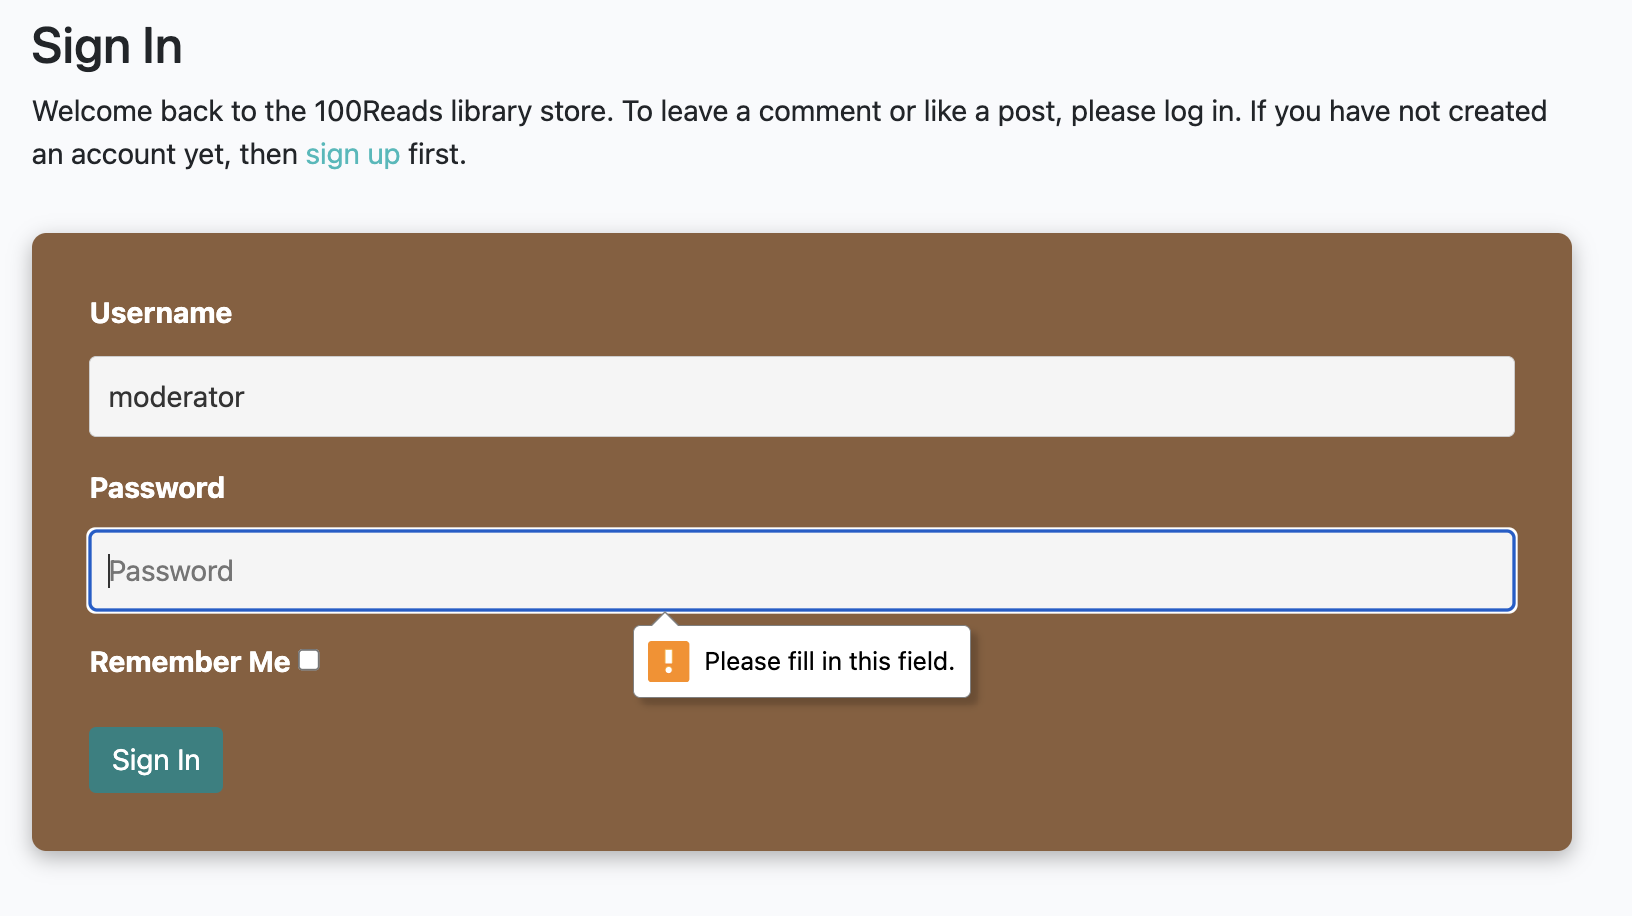 Sign In
Welcome back to the 100Reads library store. To leave a comment or like a post, please log in. If you have not created
an account yet, then sign up first.
Username
moderator
Password
Password
Remember Me
Please fill in this field.
Sign In